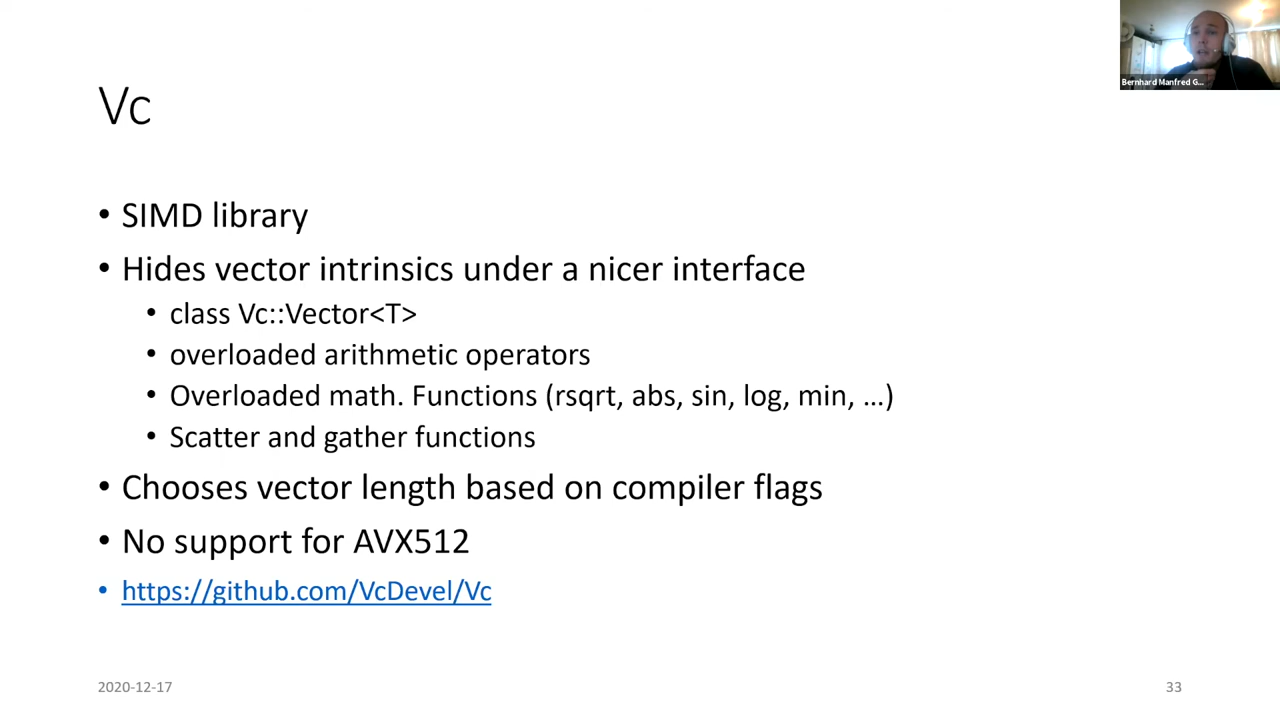 Bernhard Manfred G...
Vc
• SIMD library
• Hides vector intrinsics under a nicer interface
• class Vc::Vector<T>
• overloaded arithmetic operators
• Overloaded math. Functions (rsqrt, abs, sin, log, min, …)
• Scatter and gather functions
• Chooses vector length based on compiler flags
• No support for AVX512
• https://github.com/VcDevel/Vc
2020-12-17
33